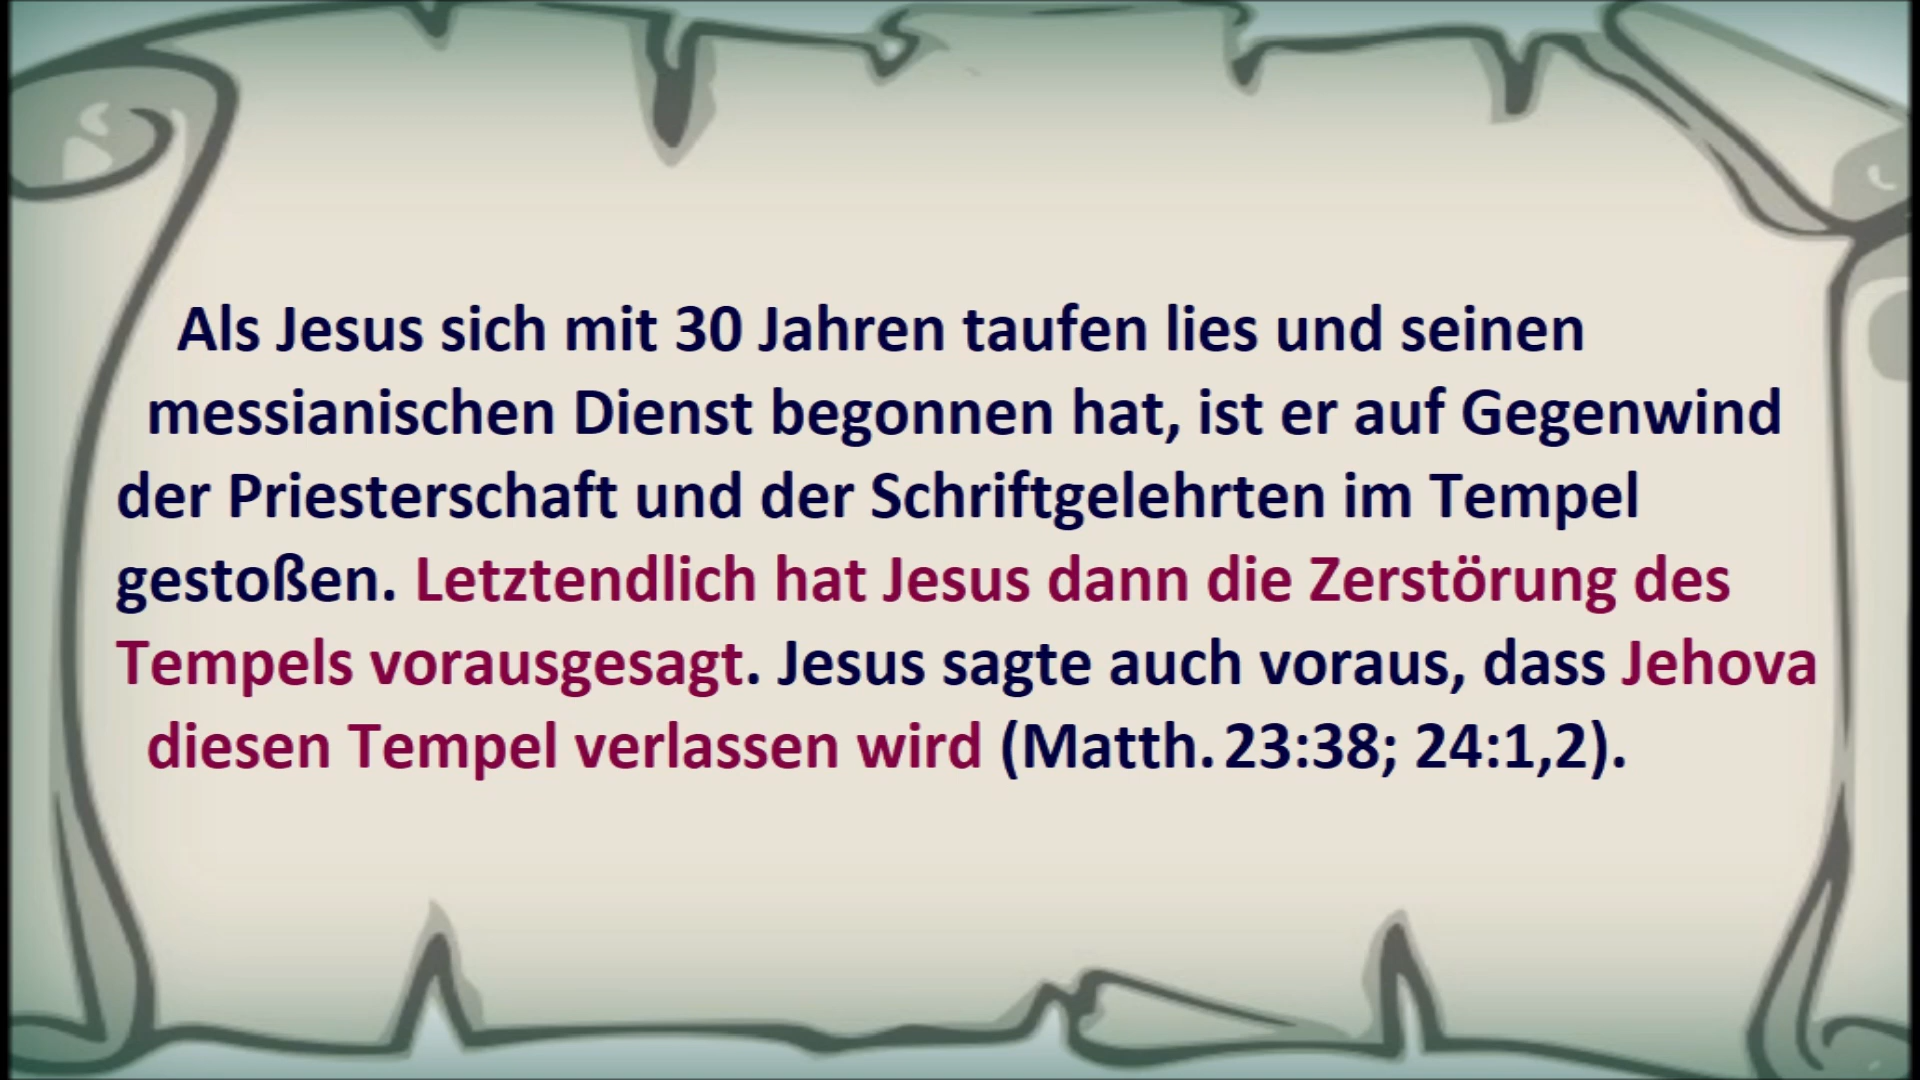 Als Jesus sich mit 30 Jahren taufen lies und seinen
messianischen Dienst begonnen hat, ist er auf Gegenwind
der Priesterschaft und der Schriftgelehrten im Tempel
gestoßen. Letztendlich hat Jesus dann die Zerstörung des
Tempels vorausgesagt. Jesus sagte auch voraus, dass Jehova
diesen Tempel verlassen wird (Matth. 23:38; 24:1,2).